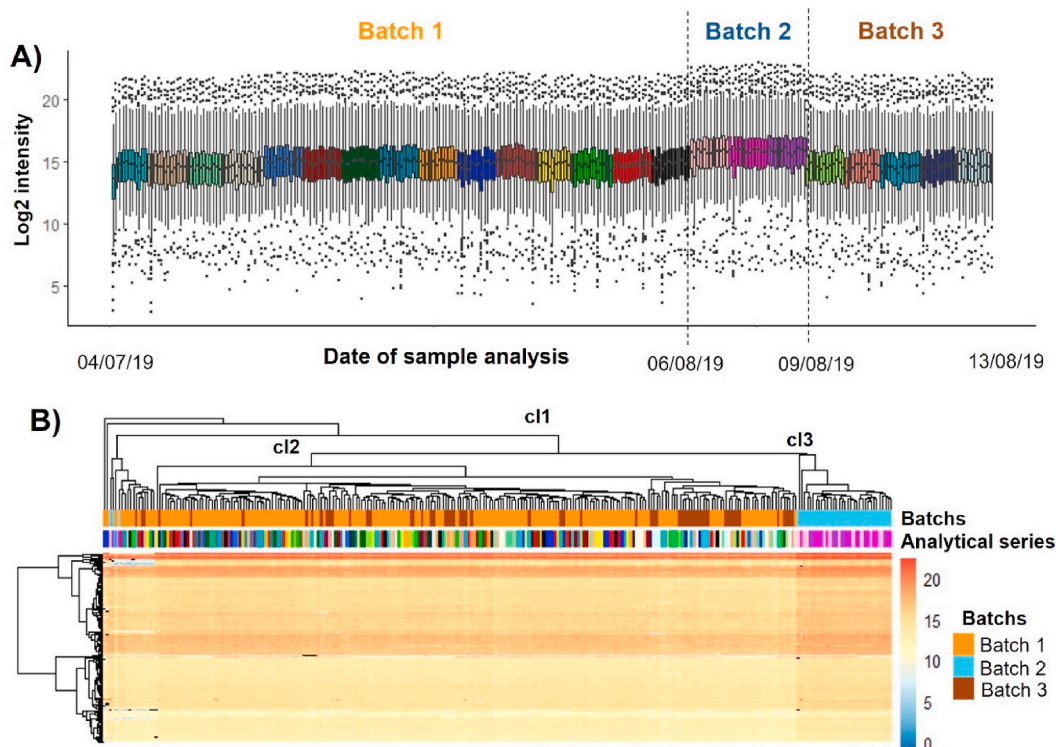 Batch 1
Batch 2
Batch 3
A)
Log2 intensity
20
15
10
5
04/07/19
Date of sample analysis
06/08/19
09/08/19
13/08/19
B)
cl1
cl2
cl3
Batchs
Analytical series
20
15
10
5
0
Batchs
Batch 1
Batch 2
Batch 3